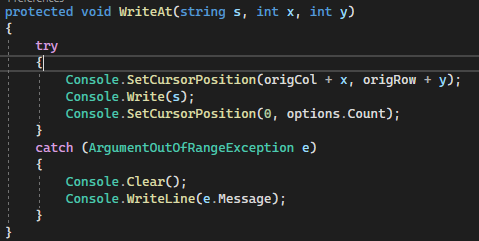 protected void WriteAt(string s, int x, int y)
{
    try
    {
        Console.SetCursorPosition(origCol + x, origRow + y);
        Console.Write(s);
        Console.SetCursorPosition(0, options.Count);
    }
    catch (ArgumentOutOfRangeException e)
    {
        Console.Clear();
        Console.WriteLine(e.Message);
    }
}